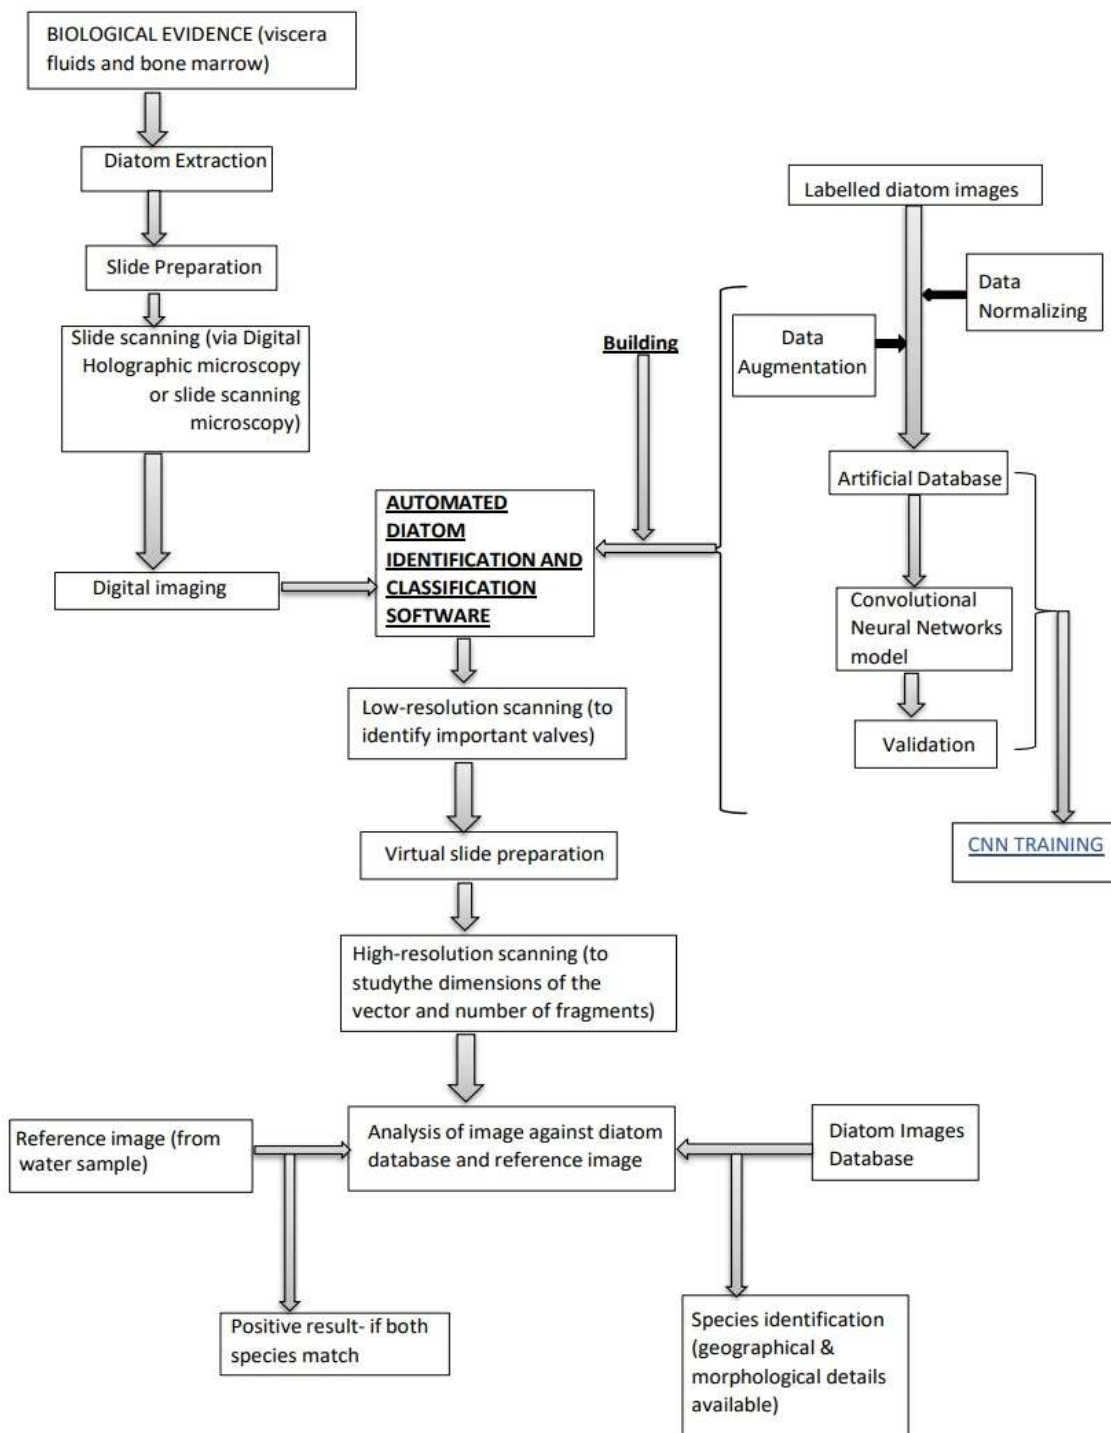 BIOLOGICAL EVIDENCE (viscera
fluids and bone marrow)
Diatom Extraction
Slide Preparation
Slide scanning (via Digital
Holographic microscopy
or slide scanning
microscopy)
Digital imaging
Building
AUTOMATED
DIATOM
IDENTIFICATION AND
CLASSIFICATION
SOFTWARE
Labelled diatom images
Data
Normalizing
Data
Augmentation
Artificial Database
Convolutional
Neural Networks
model
Validation
CNN TRAINING
Low-resolution scanning (to
identify important valves)
Virtual slide preparation
High-resolution scanning (to
studythe dimensions of the
vector and number of fragments)
Reference image (from
water sample)
Analysis of image against diatom
database and reference image
Diatom Images
Database
Positive result- if both
species match
Species identification
(geographical &
morphological details
available)